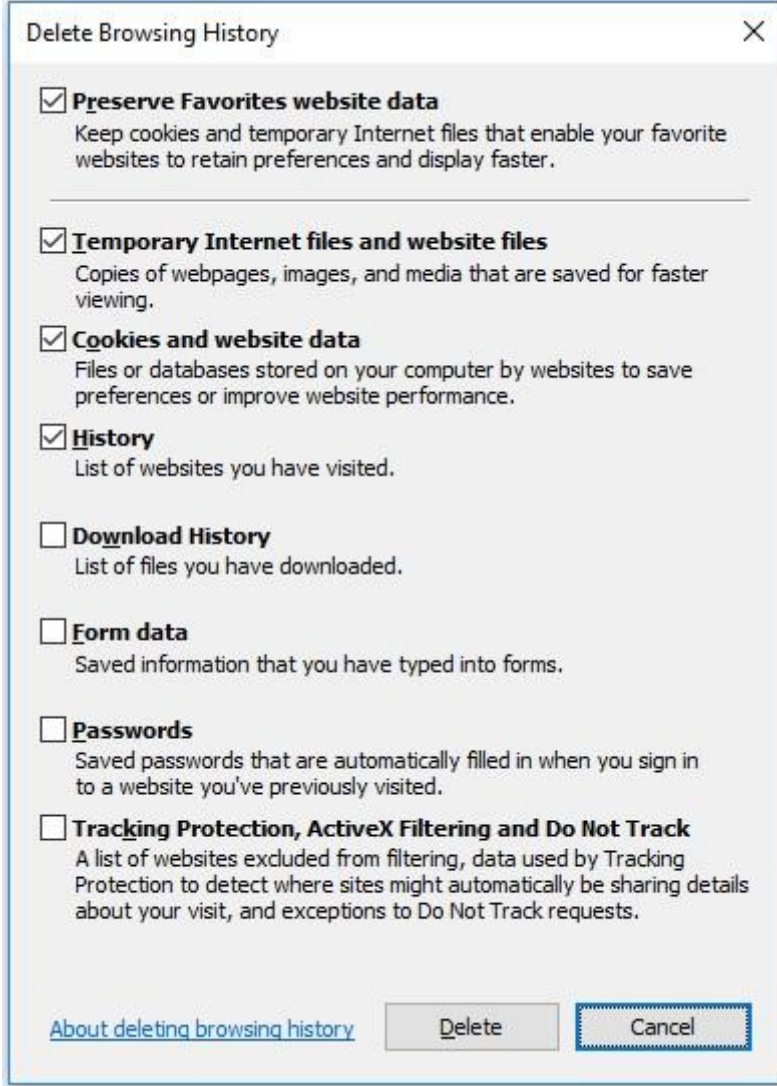 Delete Browsing History
Preserve Favorites website data
Keep cookies and temporary Internet files that enable your favorite
websites to retain preferences and display faster.
Temporary Internet files and website files
Copies of webpages, images, and media that are saved for faster
viewing.
Cookies and website data
Files or databases stored on your computer by websites to save
preferences or improve website performance.
History
List of websites you have visited.
Download History
List of files you have downloaded.
Form data
Saved information that you have typed into forms.
Passwords
Saved passwords that are automatically filled in when you sign in
to a website you've previously visited.
Tracking Protection, ActiveX Filtering and Do Not Track
A list of websites excluded from filtering, data used by Tracking
Protection to detect where sites might automatically be sharing details
about your visit, and exceptions to Do Not Track requests.
About deleting browsing history Delete Cancel